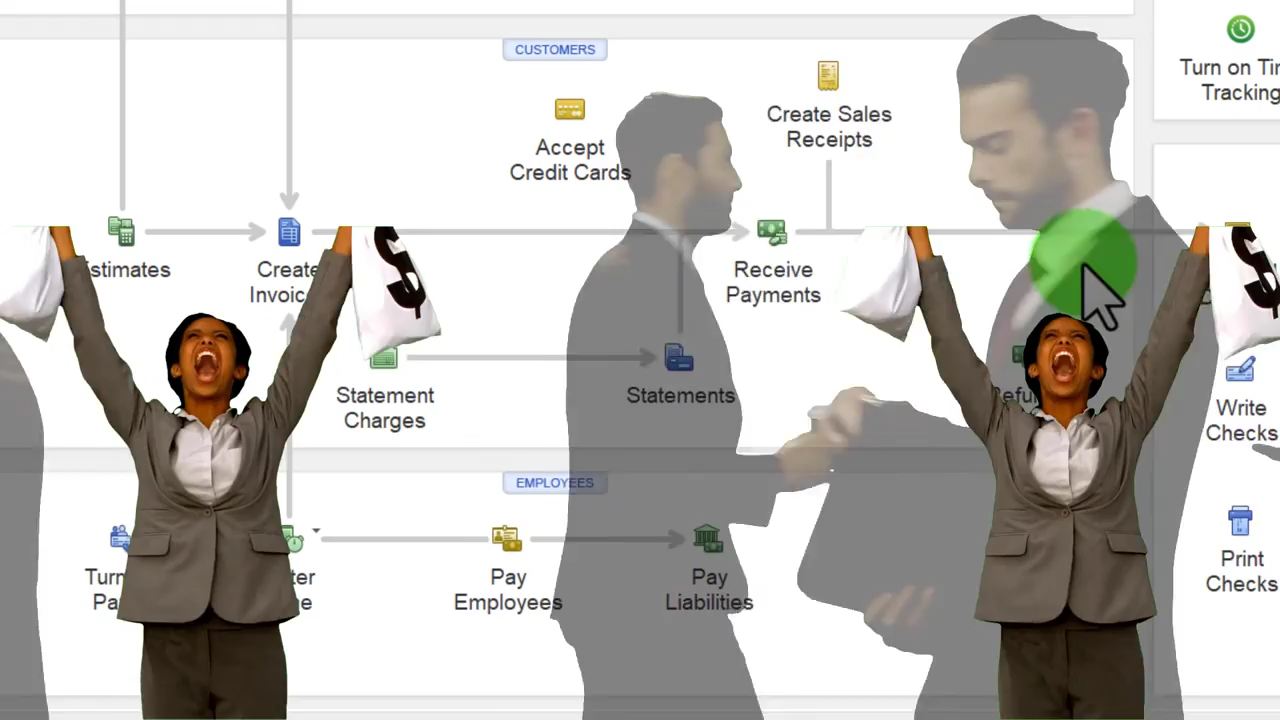 Turn on
Tracking
CUSTOMERS
Create Sales
Receipts
Accept
Credit Cards
Estimates
Create
Receive
Payments
$
$
Statement
Charges
Statements
Write
Checks
EMPLOYEES
Pay
Employees
Pay
Liabilities
Print
Checks